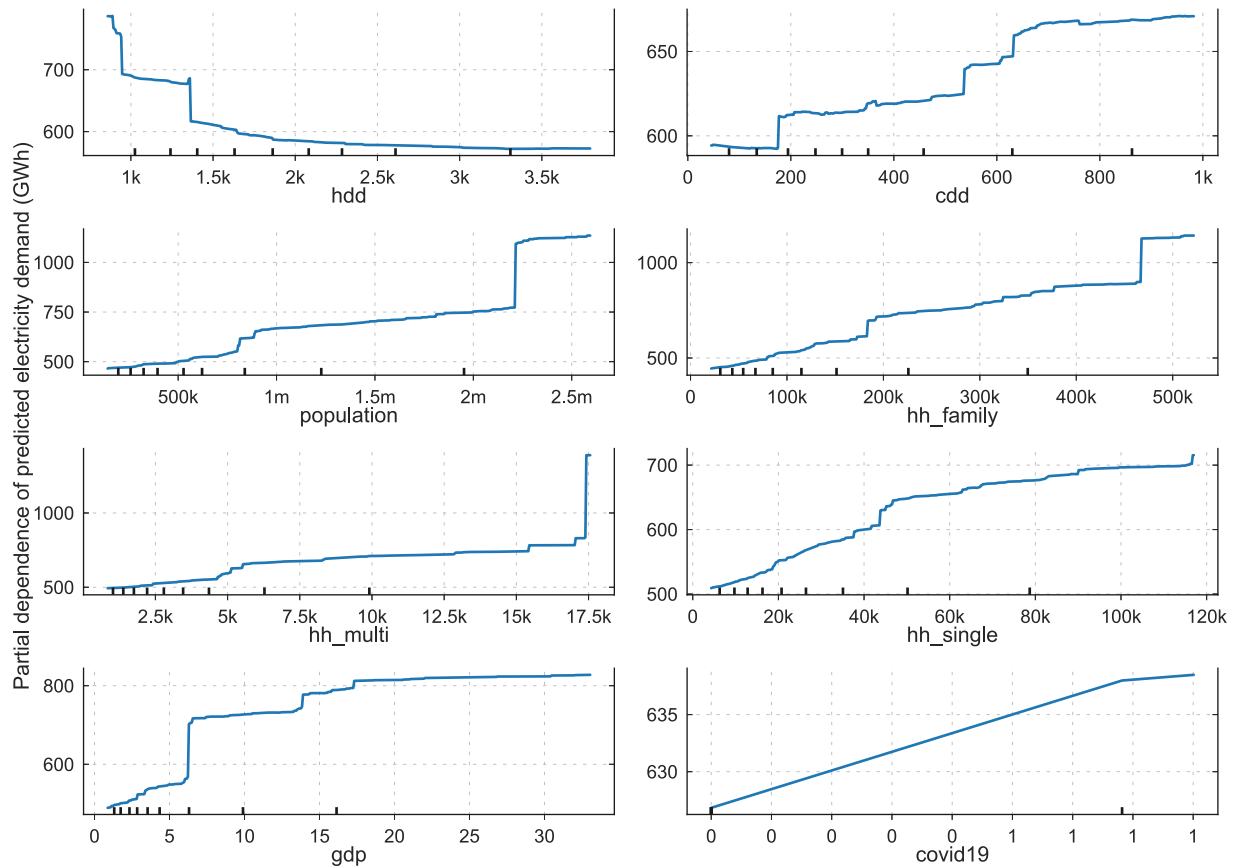 Partial dependence of predicted electricity demand (GWh)
700
600
1k 1.5k 2k 2.5k 3k 3.5k
hdd
650
600
0 200 400 600 800 1k
cdd
1000
750
500
500k 1m 1.5m 2m 2.5m
population
1000
500
0 100k 200k 300k 400k 500k
hh_family
1000
500
2.5k 5k 7.5k 10k 12.5k 15k 17.5k
hh_multi
700
600
500
0 20k 40k 60k 80k 100k 120k
hh_single
800
600
0 5 10 15 20 25 30
gdp
635
630
0 0 0 0 0 1 1 1 1
covid19